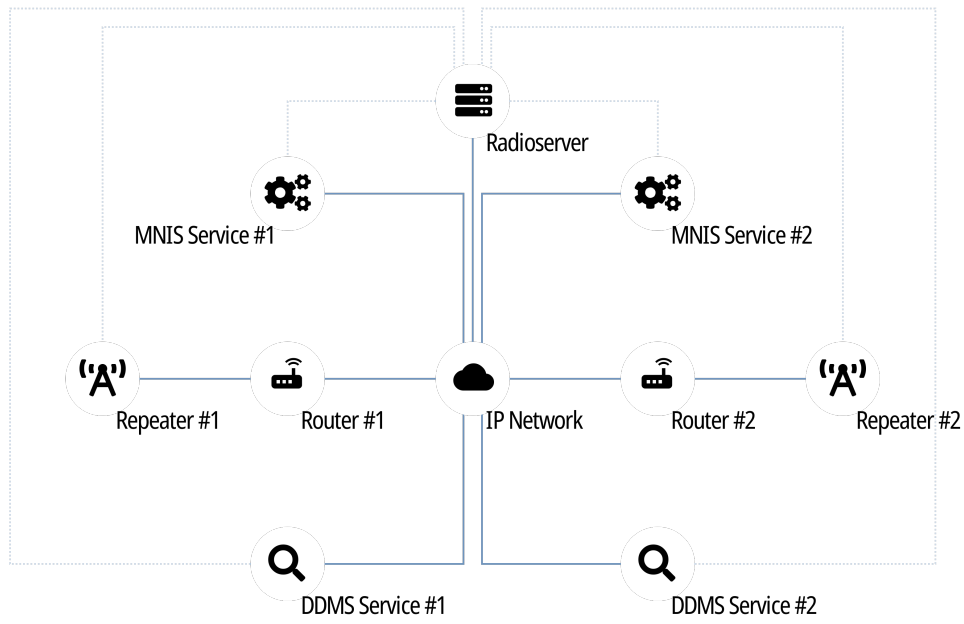 Radioserver
MNIS Service #1
MNIS Service #2
Repeater #1
Router #1
IP Network
Router #2
Repeater #2
DDMS Service #1
DDMS Service #2